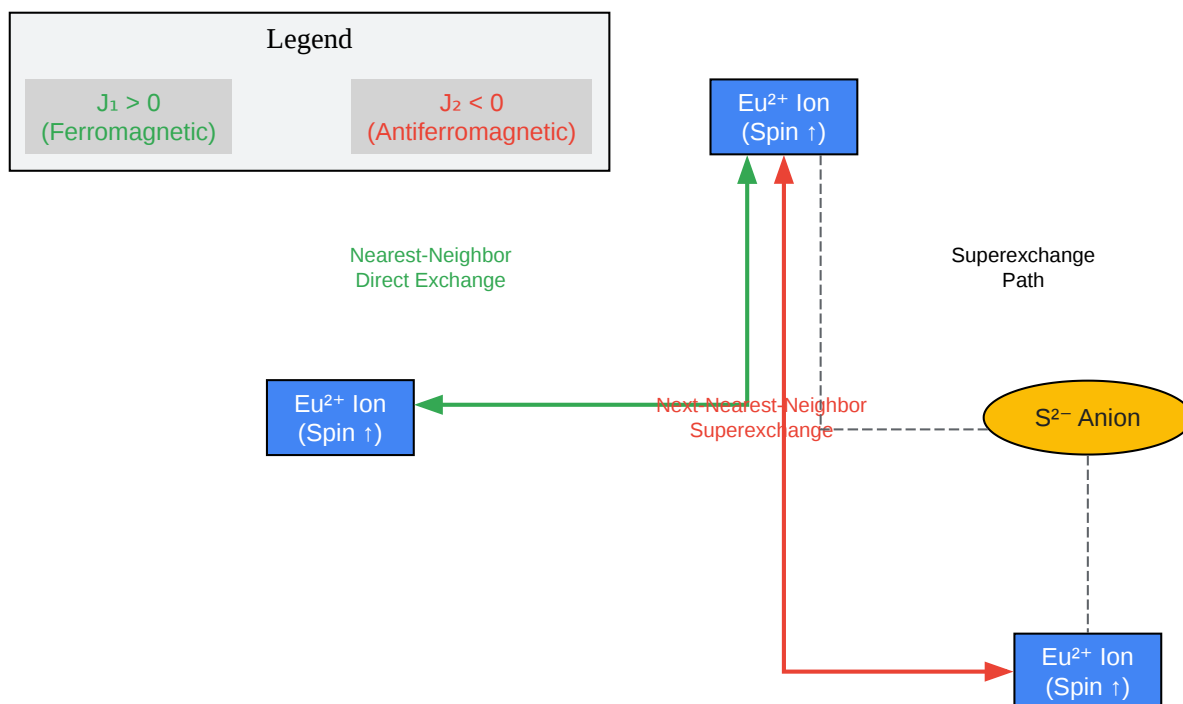 Legend
J₁ > 0
(Ferromagnetic)
J₂ < 0
(Antiferromagnetic)
Eu²⁺ Ion
(Spin ↑)
Nearest-Neighbor
Direct Exchange
Superexchange
Path
Eu²⁺ Ion
(Spin ↑)
Next-Nearest-Neighbor
Superexchange
S²⁻ Anion
Eu²⁺ Ion
(Spin ↑)